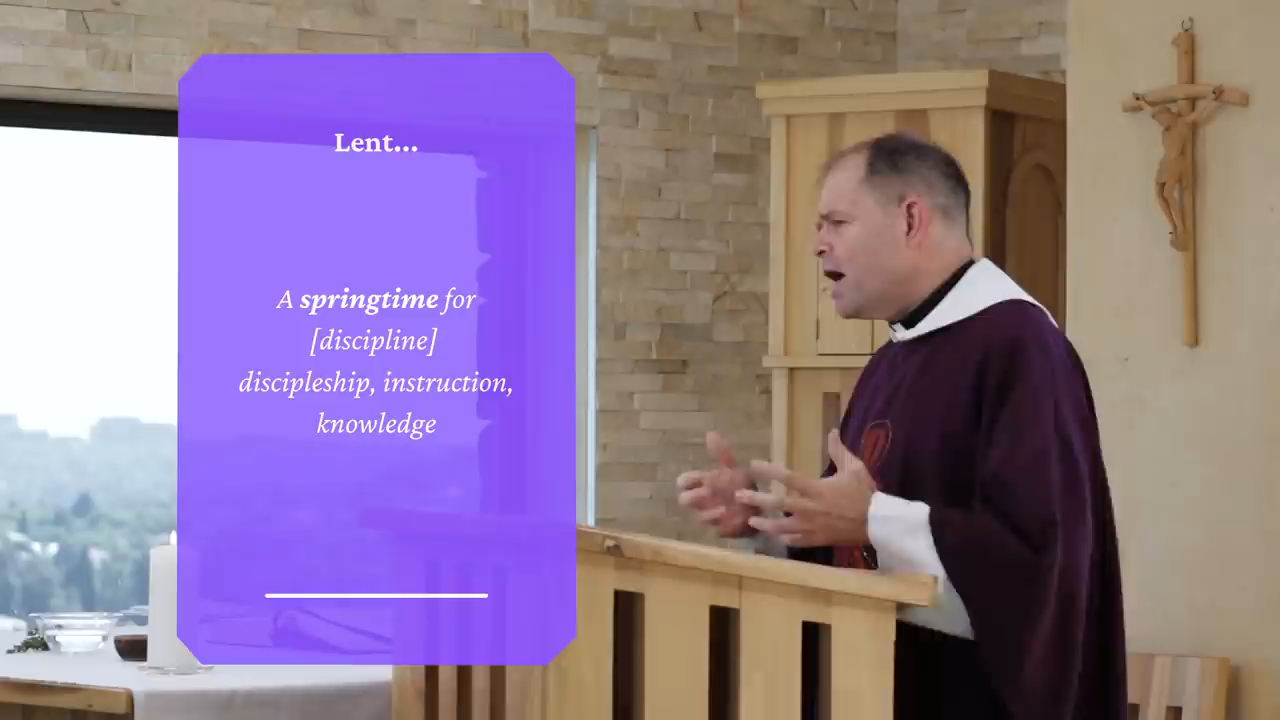 Lent...
A springtime for
[discipline]
discipleship, instruction,
knowledge